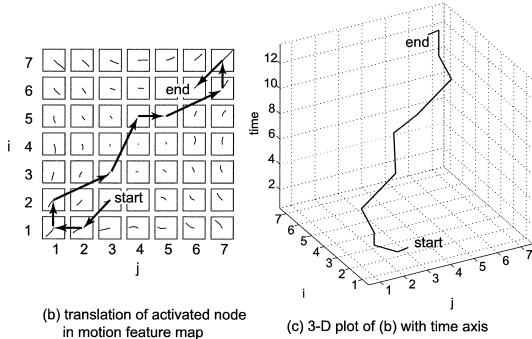 7
6
5
4
3
2
1
i
end
start
1 2 3 4 5 6 7
j
(b) translation of activated node
in motion feature map
12
10
8
6
4
2
time
end
start
7
6
5
4
3
2
1
i
1 2 3 4 5 6 7
j
(c) 3-D plot of (b) with time axis